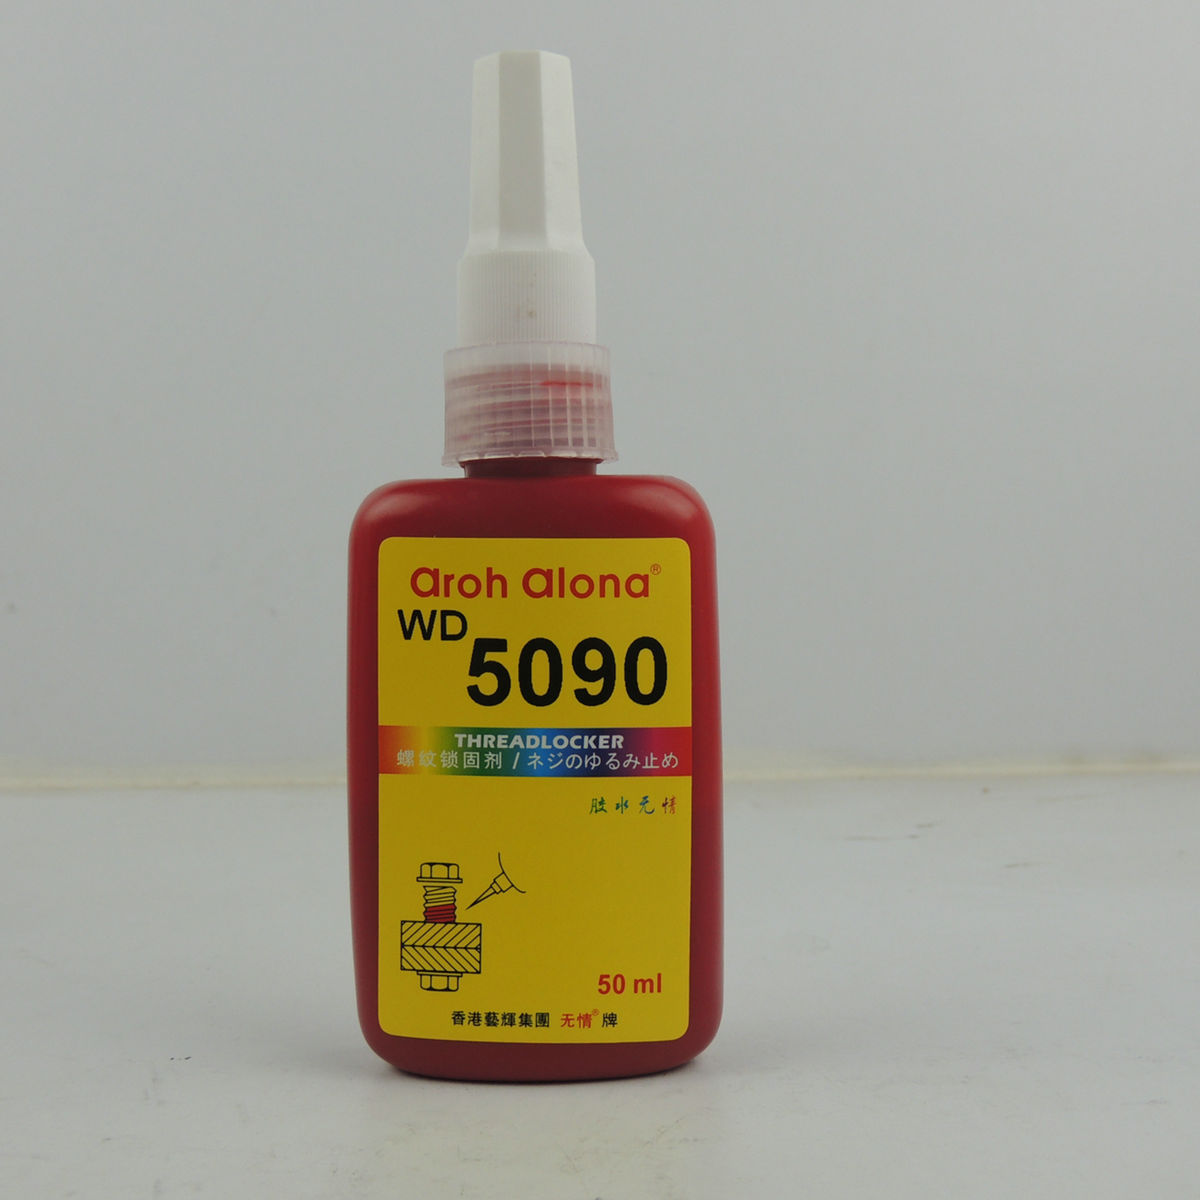 aroh alona®
WD
5090
THREADLOCKER
螺纹锁固剂 / ネジのゆるみ止め
胶水无情
50 ml
香港藝輝集團 无情® 牌